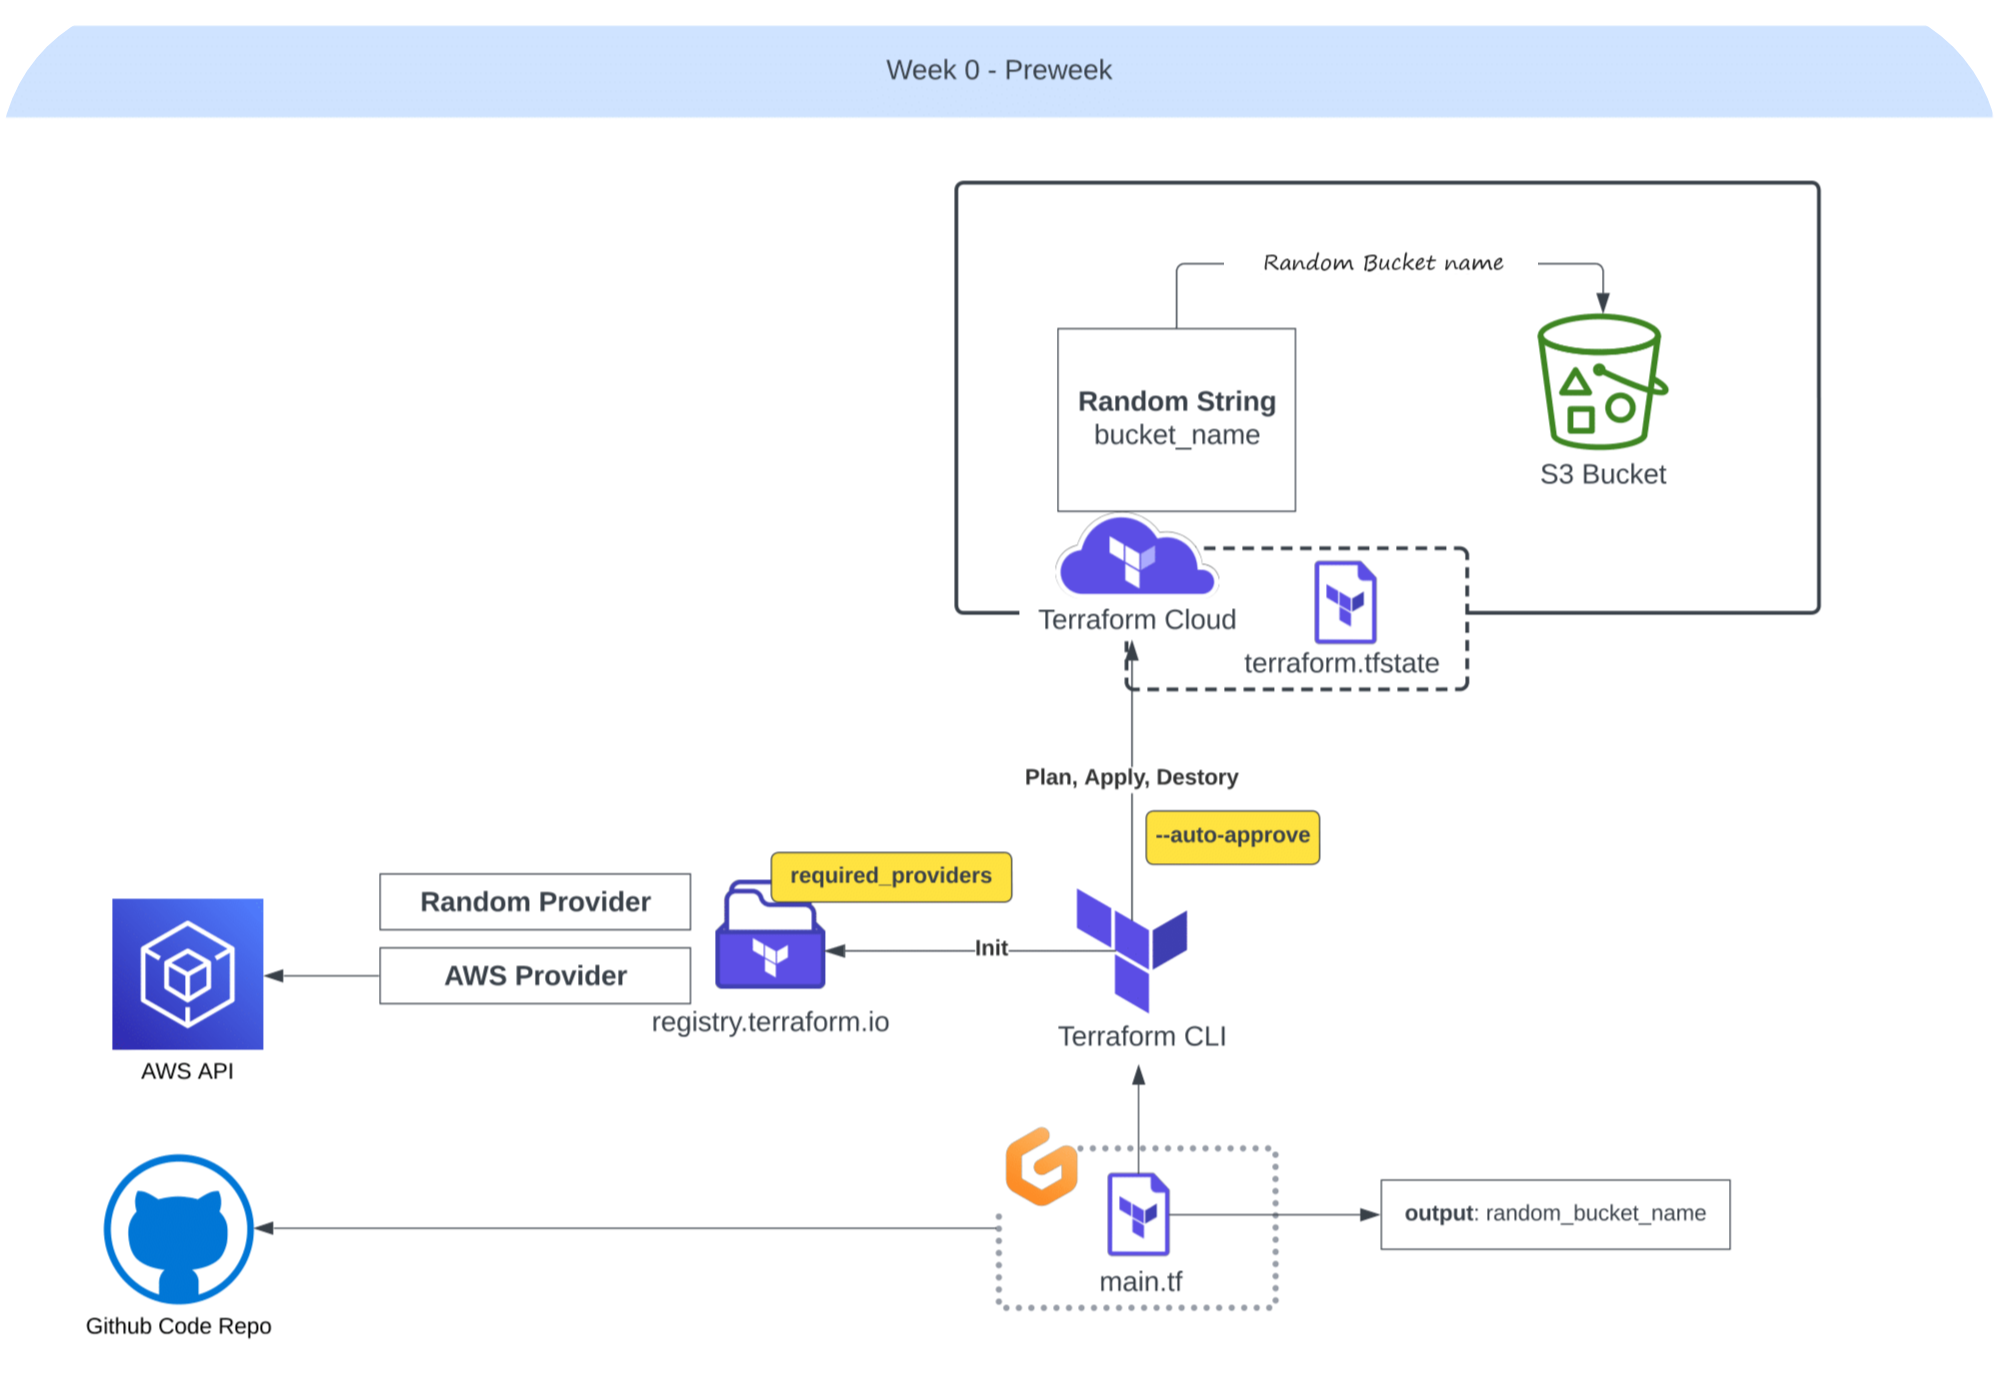 Week 0 - Preweek
Random Bucket name
Random String
bucket_name
S3 Bucket
Terraform Cloud
terraform.tfstate
Plan, Apply, Destory
--auto-approve
required_providers
Random Provider
AWS Provider
Init
registry.terraform.io
Terraform CLI
AWS API
output: random_bucket_name
main.tf
Github Code Repo